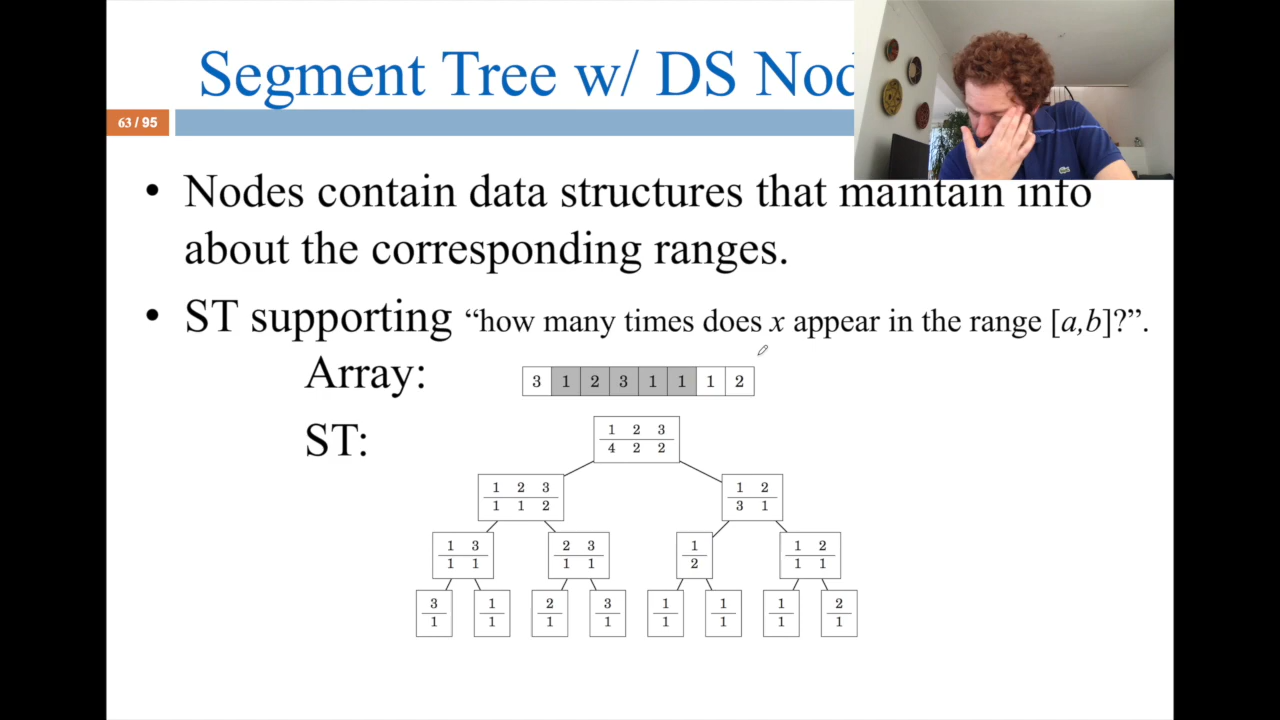 Segment Tree w/ DS
63 / 95
• Nodes contain data structures that maintain info
about the corresponding ranges.
• ST supporting “how many times does x appear in the range [a,b]?”.
Array:
3 1 2 3 1 1 1 2
ST:
1 2 3
4 2 2
1 2 3
1 1 2
1 2
3 1
1 3
1 1
2 3
1 1
1
2
1 2
1 1
3
1
1
1
2
1
3
1
1
1
1
1
1
1
2
1